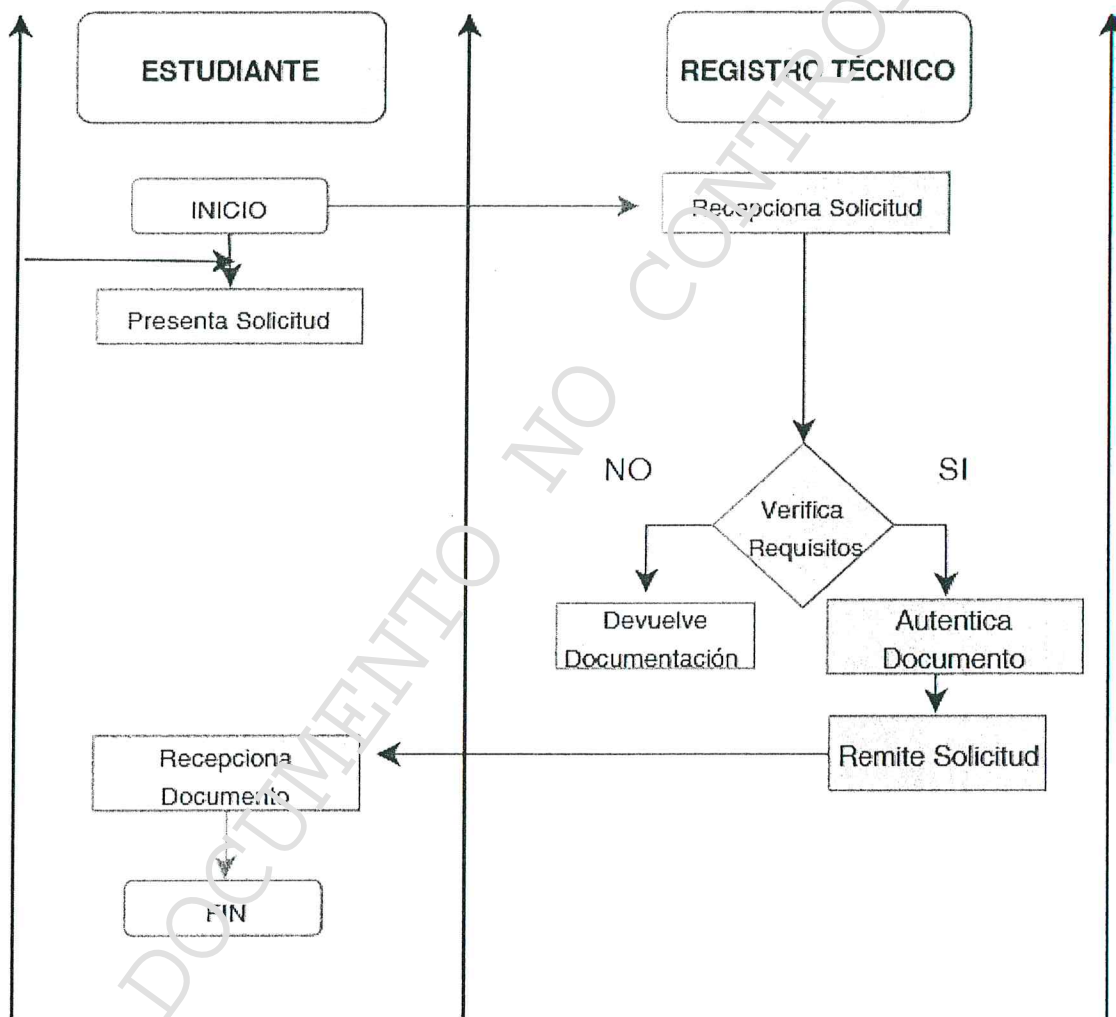 ESTUDIANTE
REGISTRO TÉCNICO
INICIO
Recepciona Solicitud
Presenta Solicitud
NO
SI
Verifica
Requisitos
Devuelve
Documentación
Autentica
Documento
Recepciona
Documento
Remite Solicitud
FIN
DOCUMENTO NO CONTRO